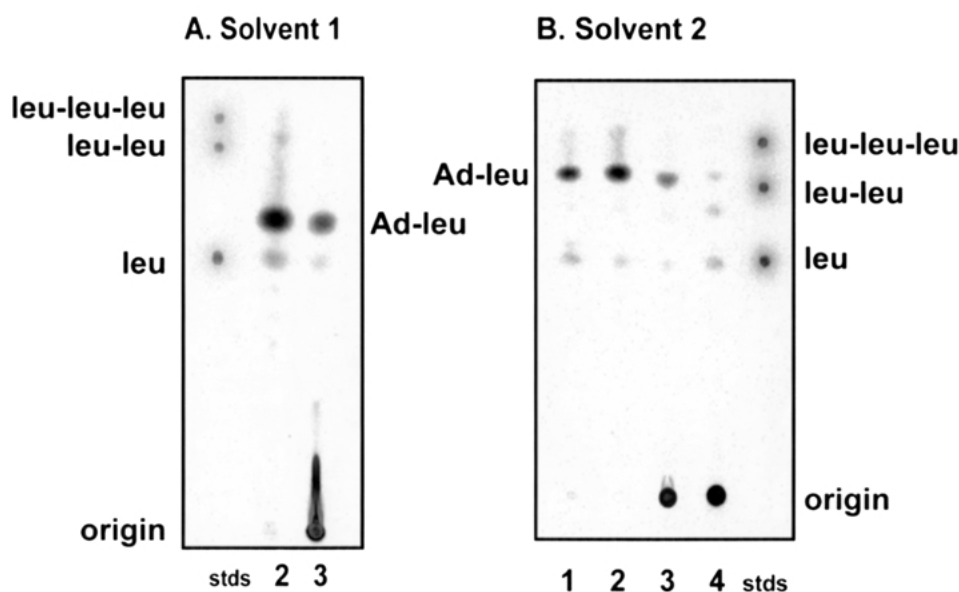 A. Solvent 1
leu-leu-leu
leu-leu
Ad-leu
leu
origin
stds 2 3
B. Solvent 2
Ad-leu
leu-leu-leu
leu-leu
leu
origin
1 2 3 4 stds